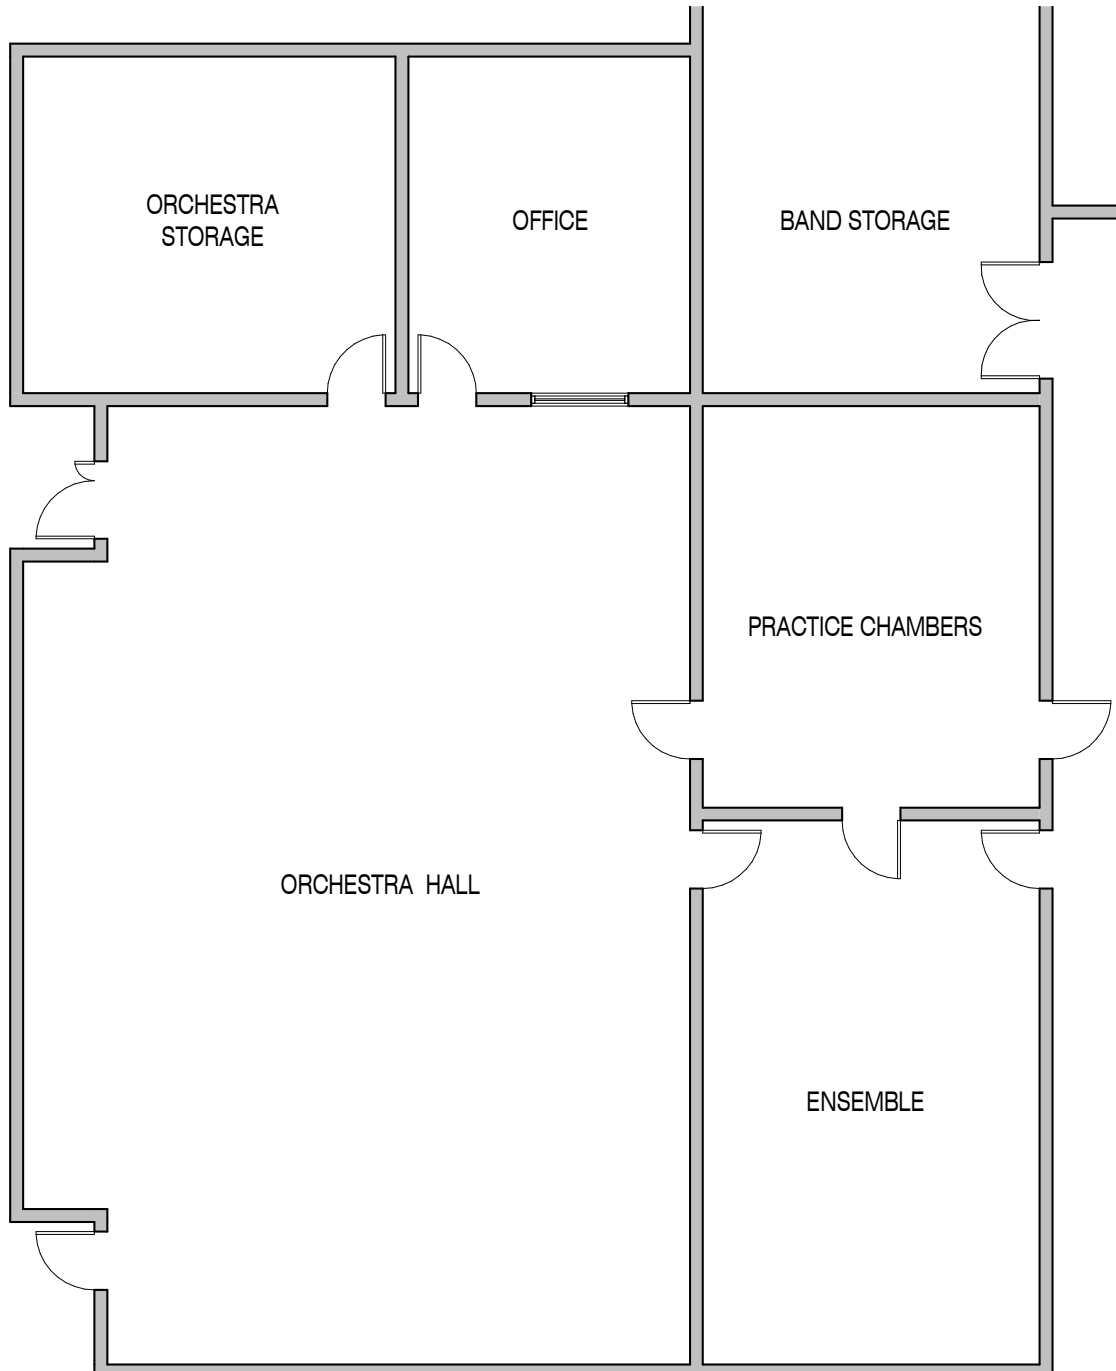 ORCHESTRA
STORAGE
OFFICE
BAND STORAGE
PRACTICE CHAMBERS
ORCHESTRA  HALL
ENSEMBLE